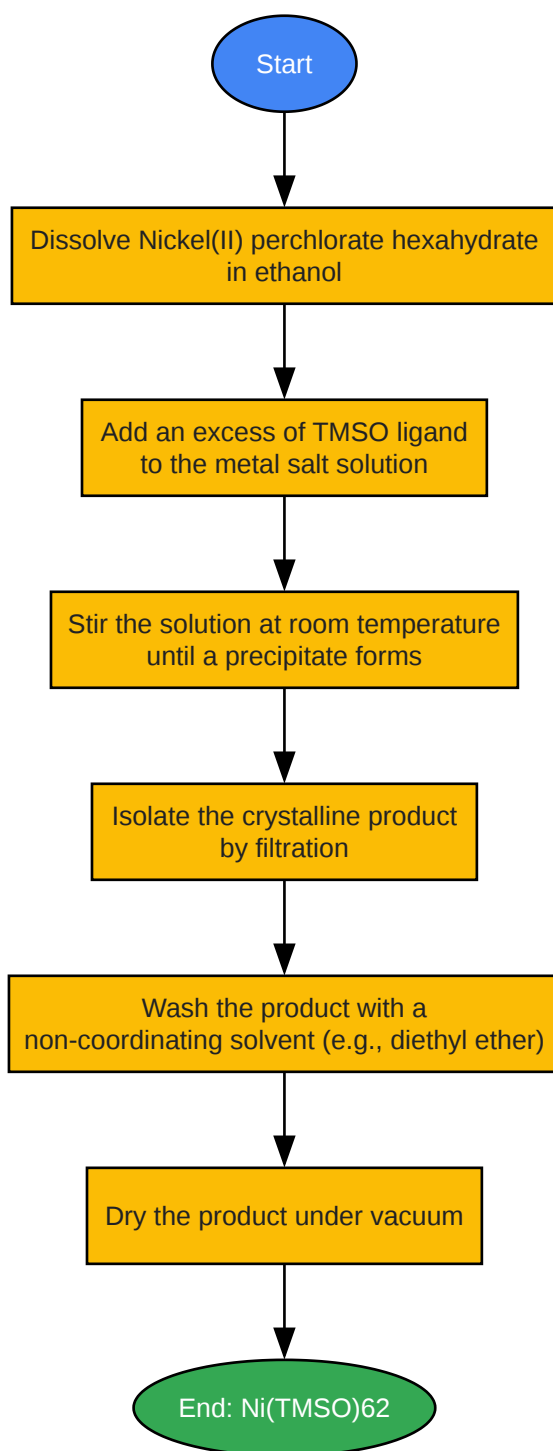 Start
Dissolve Nickel(II) perchlorate hexahydrate
in ethanol
Add an excess of TMSO ligand
to the metal salt solution
Stir the solution at room temperature
until a precipitate forms
Isolate the crystalline product
by filtration
Wash the product with a
non-coordinating solvent (e.g., diethyl ether)
Dry the product under vacuum
End: Ni(TMSO)62